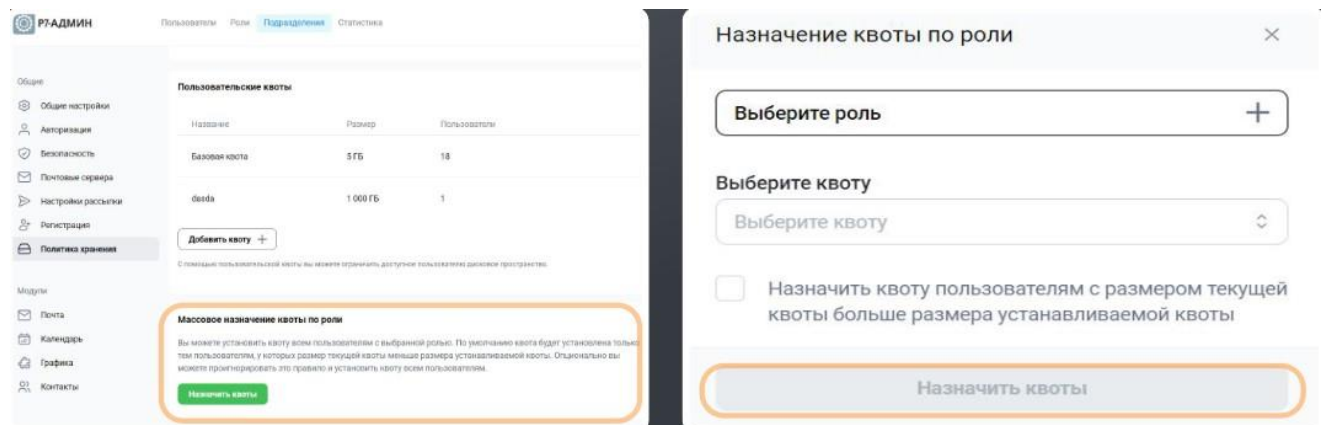 Р7-АДМИН
Пользователи Роли Подразделения Статистика
Общие
Общие настройки
Авторизация
Безопасность
Почтовые сервера
Настройки рассылки
Регистрация
Политика хранения
Модули
Почта
Календарь
Графика
Контакты
Пользовательские квоты
Название Размер Пользователи
Базовая квота 5 ГБ 18
dasda 1 000 ГБ 1
Добавить квоту +
С помощью пользовательской квоты вы можете ограничить доступное пользователю дисковое пространство.
Массовое назначение квоты по роли
Вы можете установить квоту всем пользователям с выбранной ролью. По умолчанию квота будет установлена только
тем пользователям, у которых размер текущей квоты меньше размера устанавливаемой квоты. Опционально вы
можете проигнорировать это правило и установить квоту всем пользователям.
Назначить квоты
Назначение квоты по роли
Выберите роль
Выберите квоту
Выберите квоту
Назначить квоту пользователям с размером текущей
квоты больше размера устанавливаемой квоты
Назначить квоты